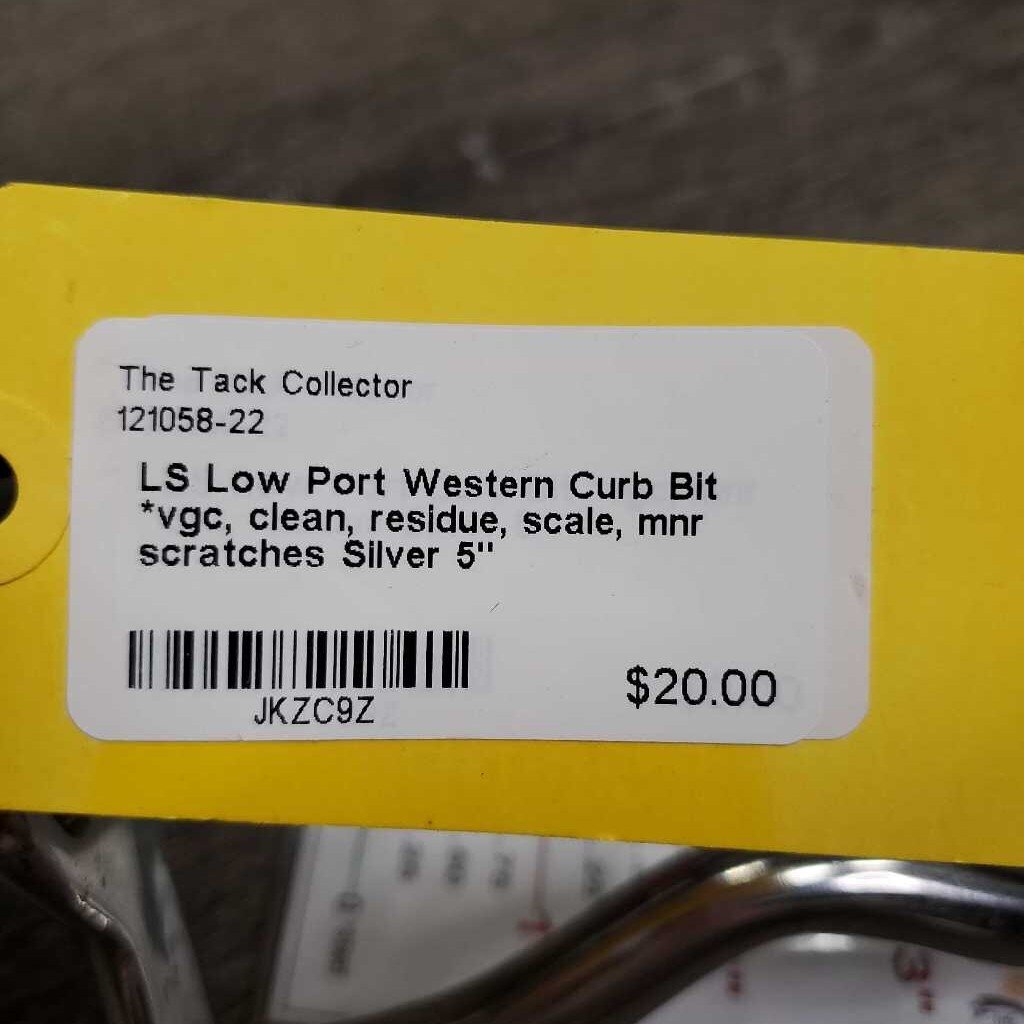 The Tack Collector
121058-22
LS Low Port Western Curb Bit
*vgc, clean, residue, scale, mnr
scratches Silver 5"
JKZC9Z
$20.00
3"